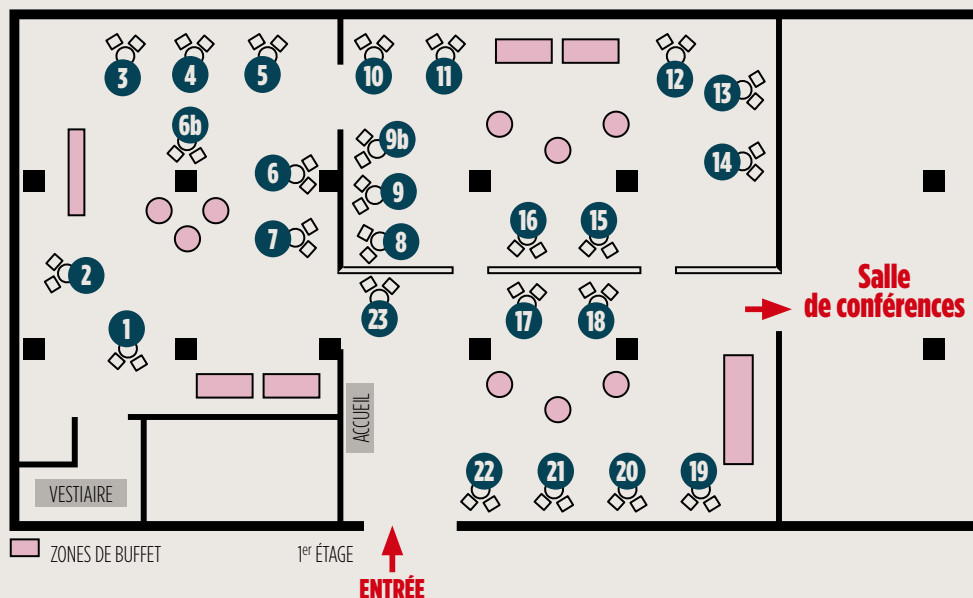 3 4 5 10 11 12 13
6b 9b 14
6 9
7 8 16 15
2
1 23 17 18
Salle
de conférences
ACCUEIL
22 21 20 19
VESTIAIRE
ZONES DE BUFFET 1er ÉTAGE
ENTRÉE